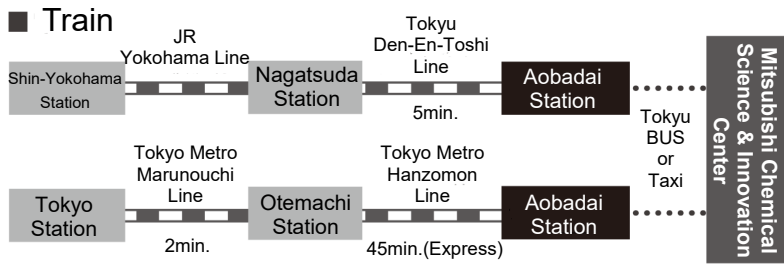 ■ Train
JR
Yokohama Line
Tokyu
Den-En-Toshi
Line
Shin-Yokohama
Station
Nagatsuda
Station
Aobadai
Station
5min.
Tokyo Metro
Marunouchi
Line
Tokyo Metro
Hanzomon
Line
Tokyo
Station
Otemachi
Station
Aobadai
Station
2min.
45min.(Express)
Tokyu
BUS
or
Taxi
Mitsubishi Chemical
Science & Innovation
Center